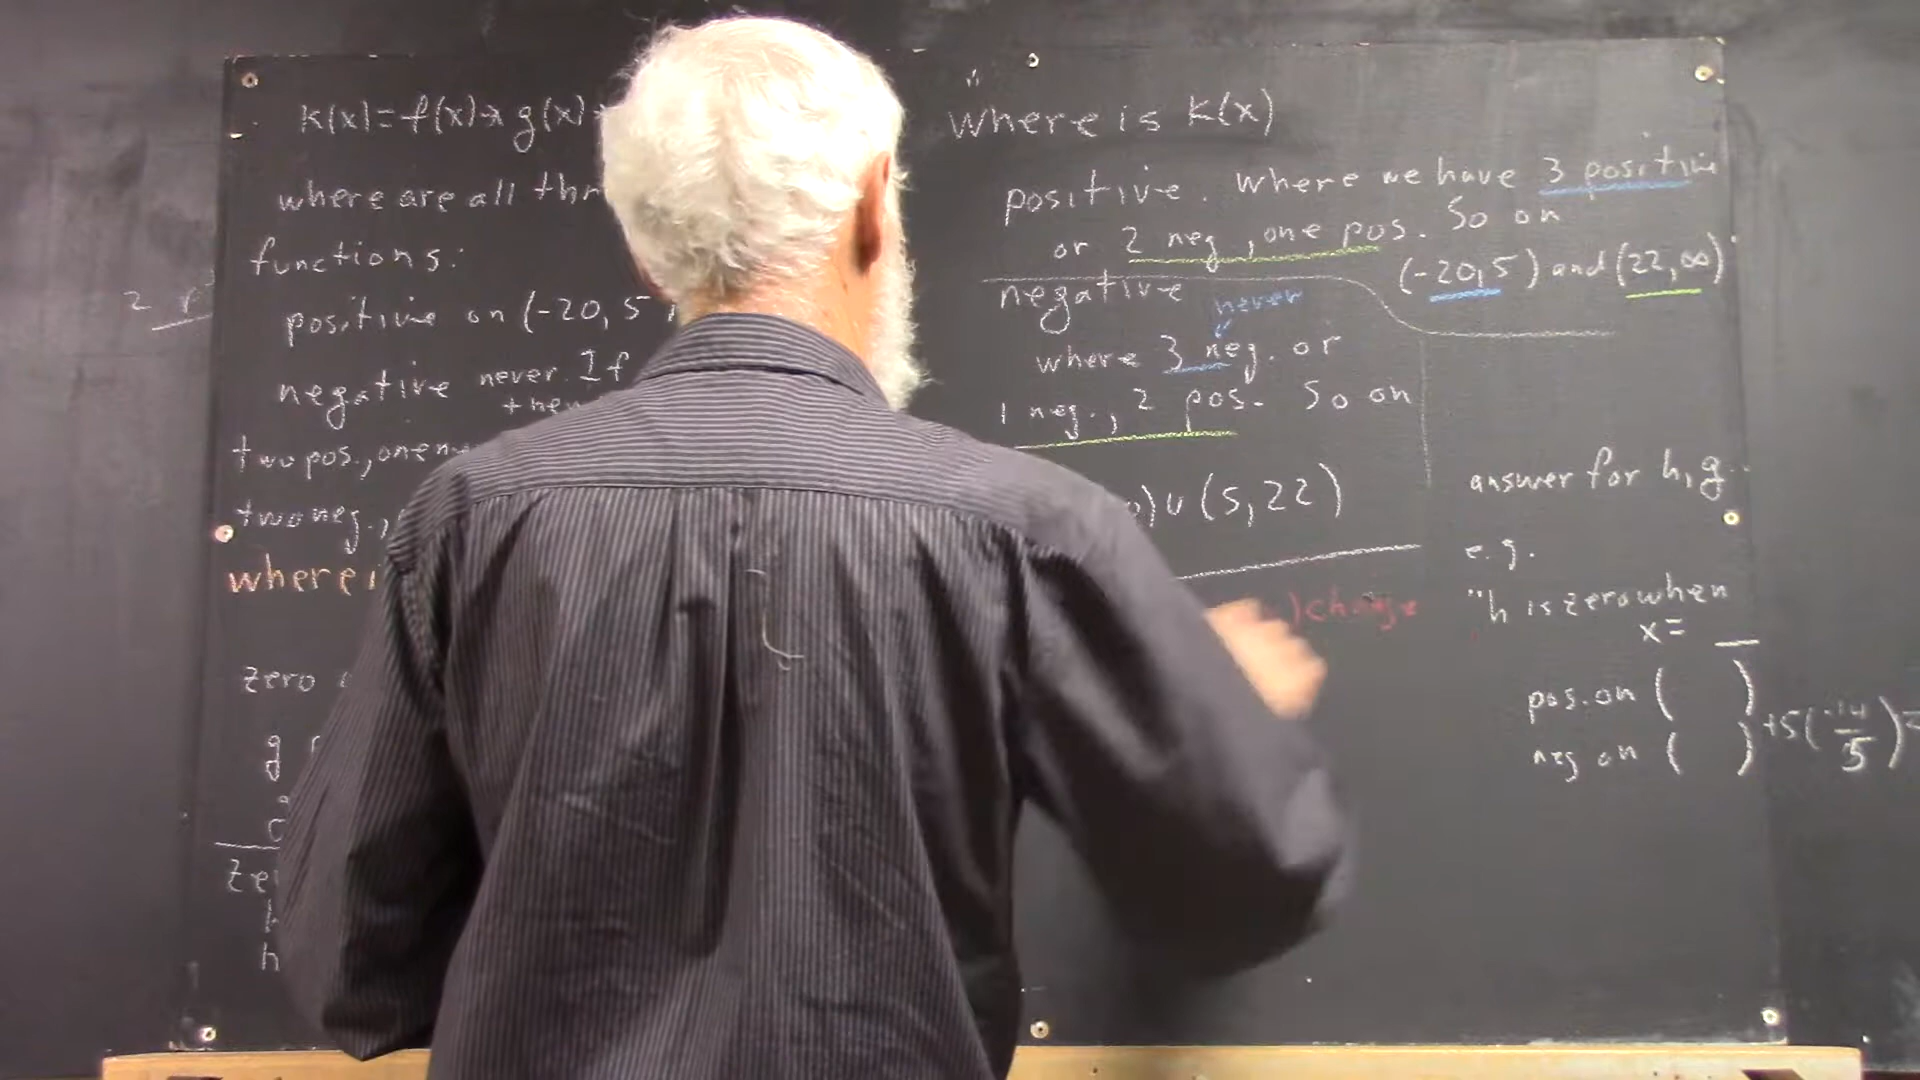 k(x)=f(x)*g(x)*
where are all thr
functions:
positive on (-20, 5
negative never. If
then
two pos., one ne
two neg.,
where i
zero
g
zer
h
"where is k(x)
positive. Where we have 3 positive
or 2 neg, one pos. So on
(-20,5) and (22,∞)
negative
never
where 3 neg. or
1 neg., 2 pos. So on
)∪(5,22)
)change
answer for h, g
e.g.
"h is zero when
x= __
pos. on (   )
neg on (   )
+5(-14/5)=